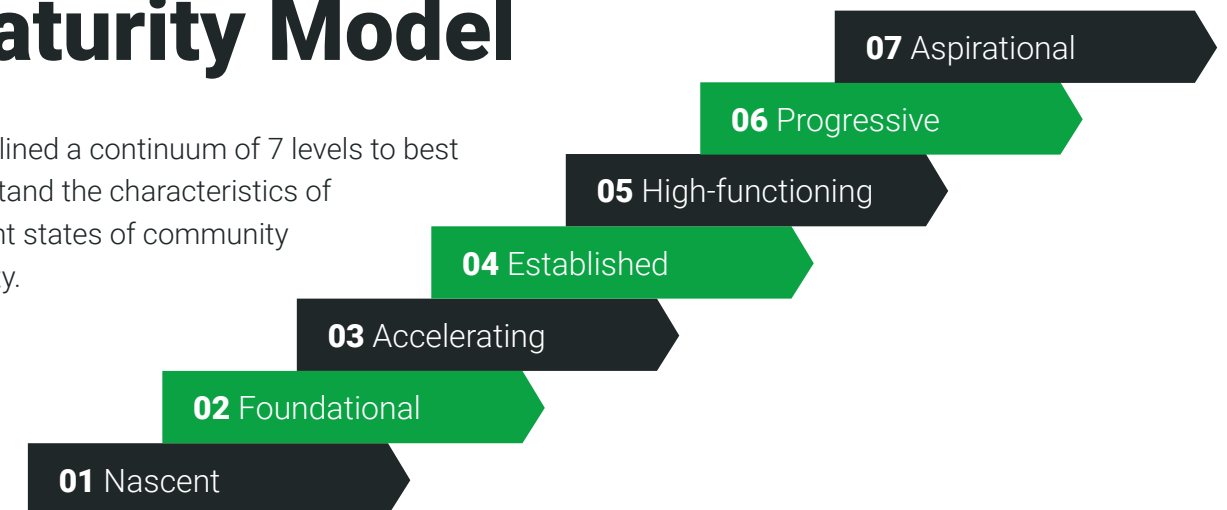 aturity Model
lined a continuum of 7 levels to best
tand the characteristics of
nt states of community
y.
07 Aspirational
06 Progressive
05 High-functioning
04 Established
03 Accelerating
02 Foundational
01 Nascent